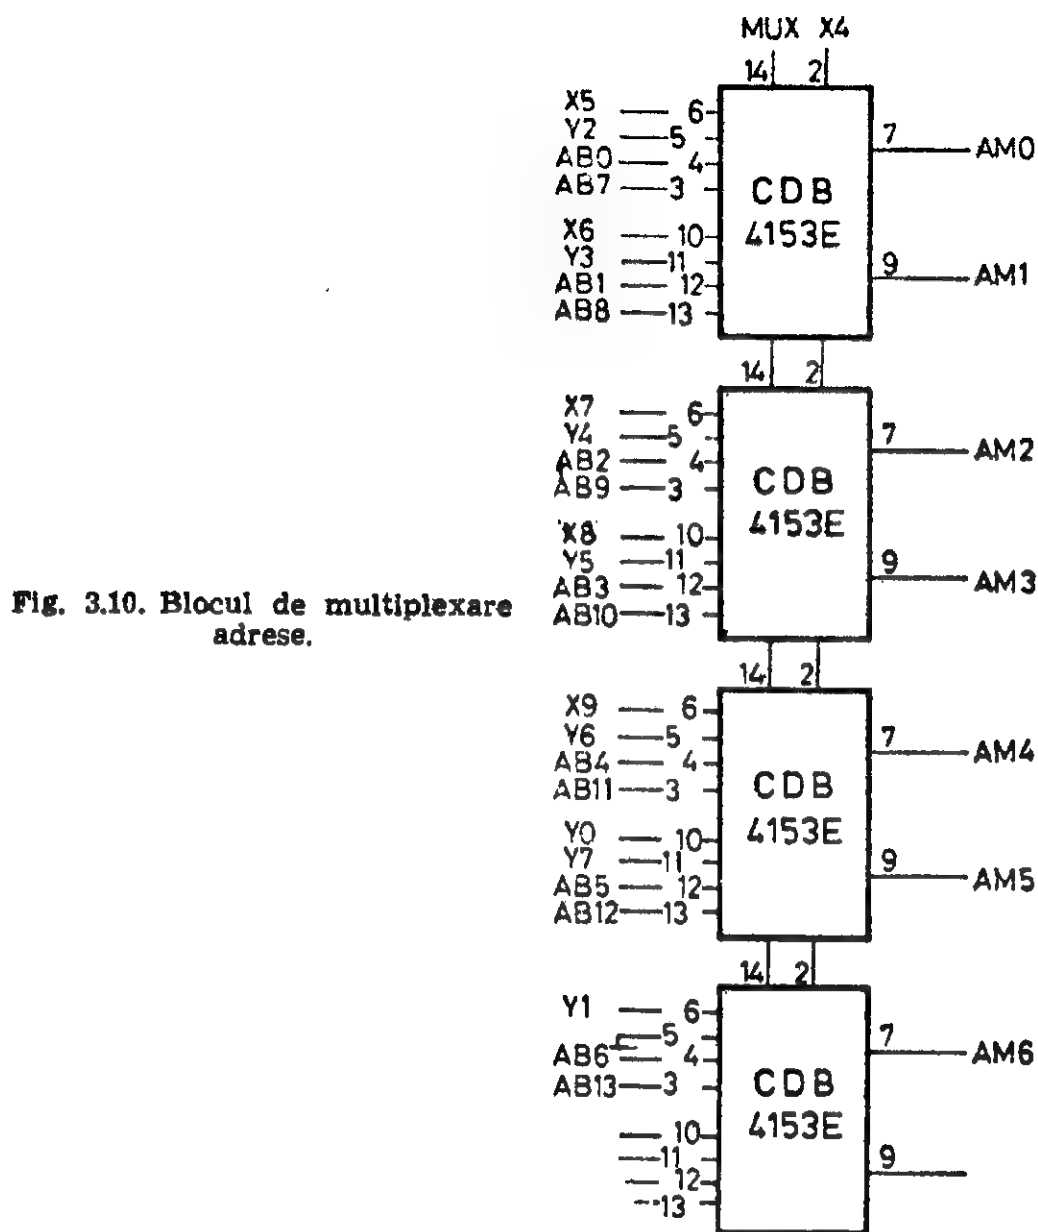 MUX X4
14 2
X5 6
Y2 5
AB0 4
AB7 3
7 AM0
CDB
4153E
X6 10
Y3 11
AB1 12
AB8 13
9 AM1
14 2
X7 6
Y4 5
AB2 4
AB9 3
7 AM2
CDB
4153E
X8 10
Y5 11
AB3 12
AB10 13
9 AM3
Fig. 3.10. Blocul de multiplexare
adrese.
14 2
X9 6
Y6 5
AB4 4
AB11 3
7 AM4
CDB
4153E
Y0 10
Y7 11
AB5 12
AB12 13
9 AM5
14 2
Y1 6
5
AB6 4
AB13 3
7 AM6
CDB
4153E
10
11
12
13
9